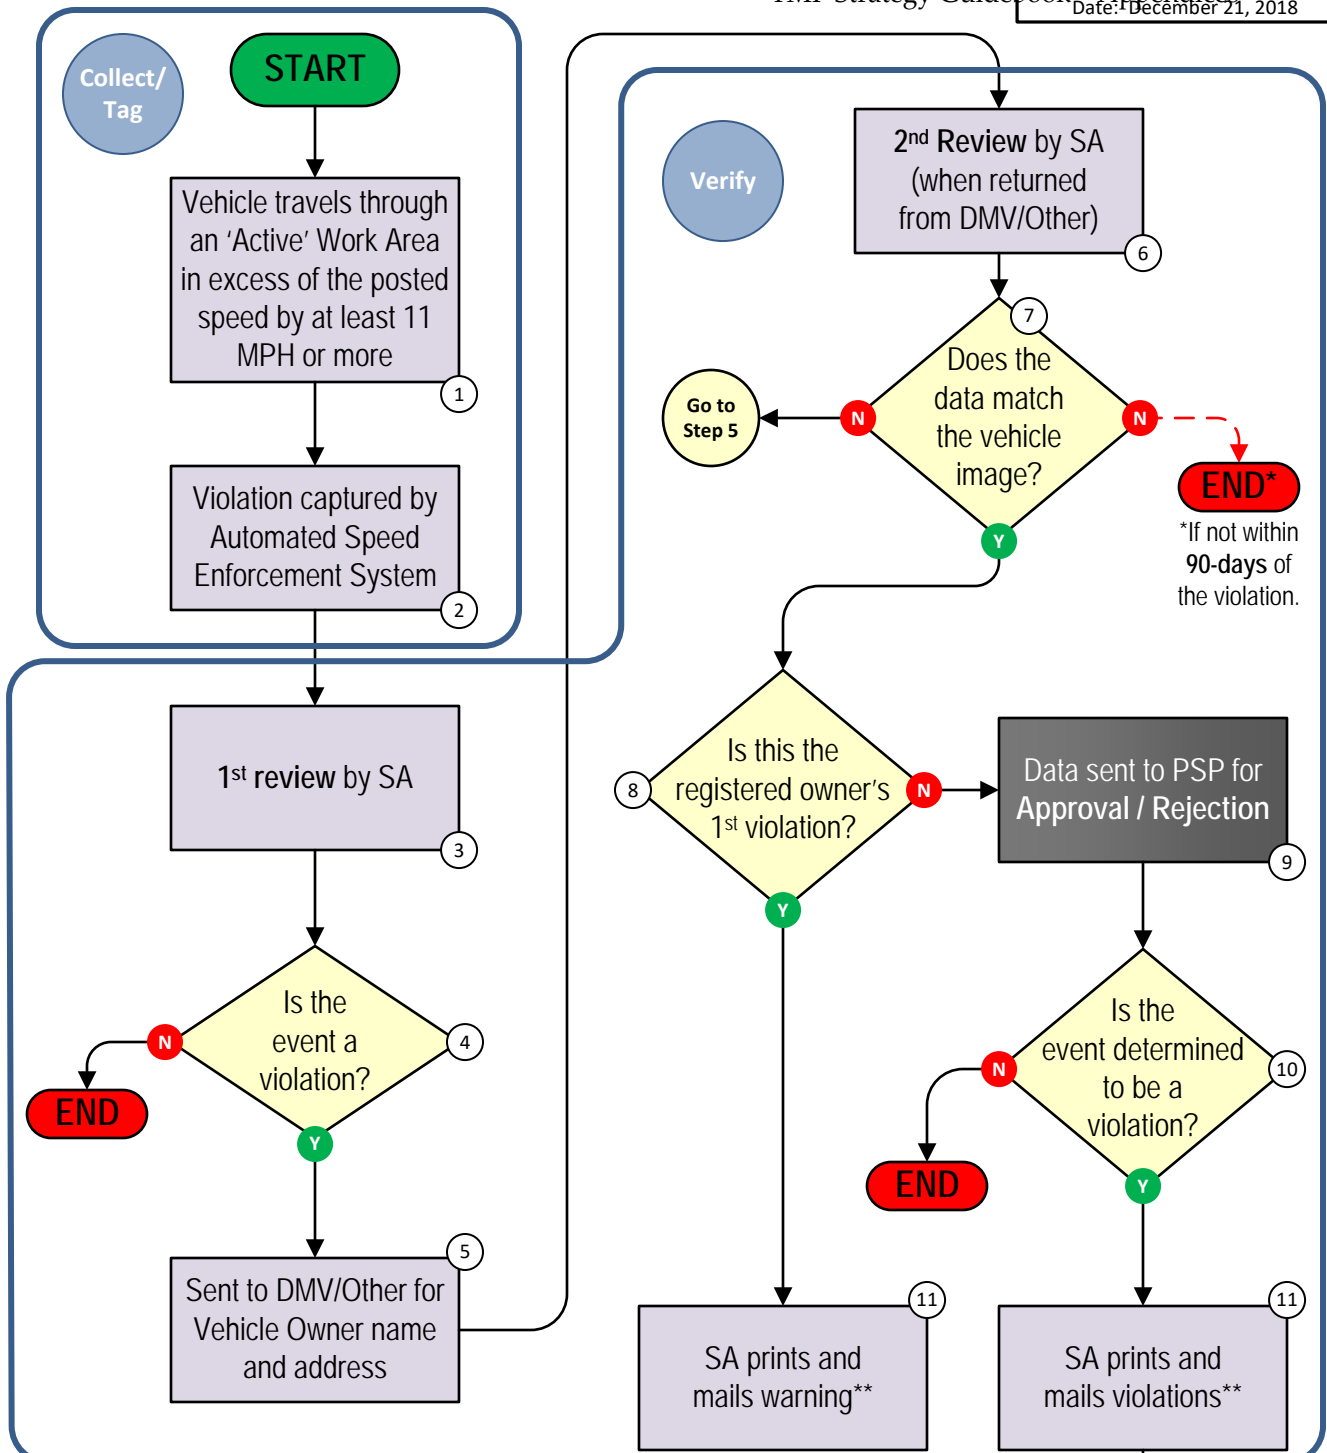 TMP Strategy Guidebook
Date: December 21, 2018
Collect/
Tag
START
Vehicle travels through
an ‘Active’ Work Area
in excess of the posted
speed by at least 11
MPH or more
1
Violation captured by
Automated Speed
Enforcement System
2
1st review by SA
3
Is the
event a
violation?
4
N
END
Y
5
Sent to DMV/Other for
Vehicle Owner name
and address
Verify
2nd Review by SA
(when returned
from DMV/Other)
6
7
Does the
data match
the vehicle
image?
N
Go to
Step 5
N
END*
*If not within
90-days of
the violation.
Y
8
Is this the
registered owner's
1st violation?
N
Y
Data sent to PSP for
Approval / Rejection
9
Is the
event determined
to be a
violation?
10
N
END
Y
11
SA prints and
mails warning**
11
SA prints and
mails violations**